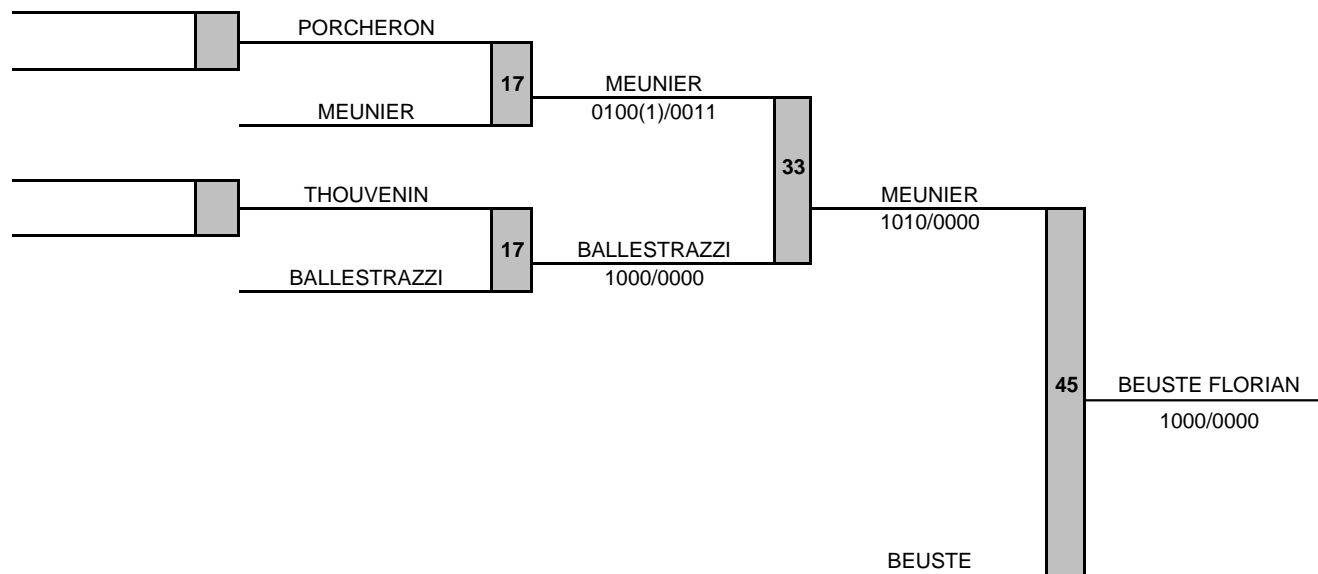 PORCHERON
17
MEUNIER
MEUNIER
0100(1)/0011
33
THOUVENIN
MEUNIER
1010/0000
17
BALLESTRAZZI
BALLESTRAZZI
1000/0000
45
BEUSTE FLORIAN
1000/0000
BEUSTE